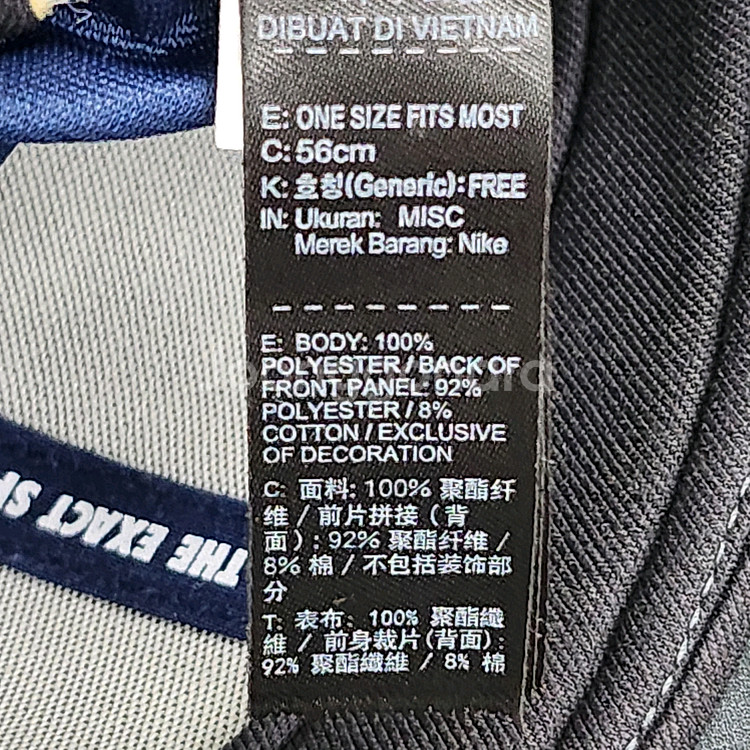 DIBUAT DI VIETNAM
E: ONE SIZE FITS MOST
C: 56cm
K: 호칭(Generic): FREE
IN: Ukuran: MISC
Merek Barang: Nike
E: BODY: 100%
POLYESTER / BACK OF
FRONT PANEL: 92%
POLYESTER / 8%
COTTON / EXCLUSIVE
OF DECORATION
C: 面料: 100% 聚酯纤
维 / 前片拼接 (背
面): 92% 聚酯纤维 /
8% 棉 / 不包括装饰部
分
T: 表布: 100% 聚酯纖
維 / 前身裁片(背面):
92% 聚酯纖維 / 8% 棉
THE EXACT SP